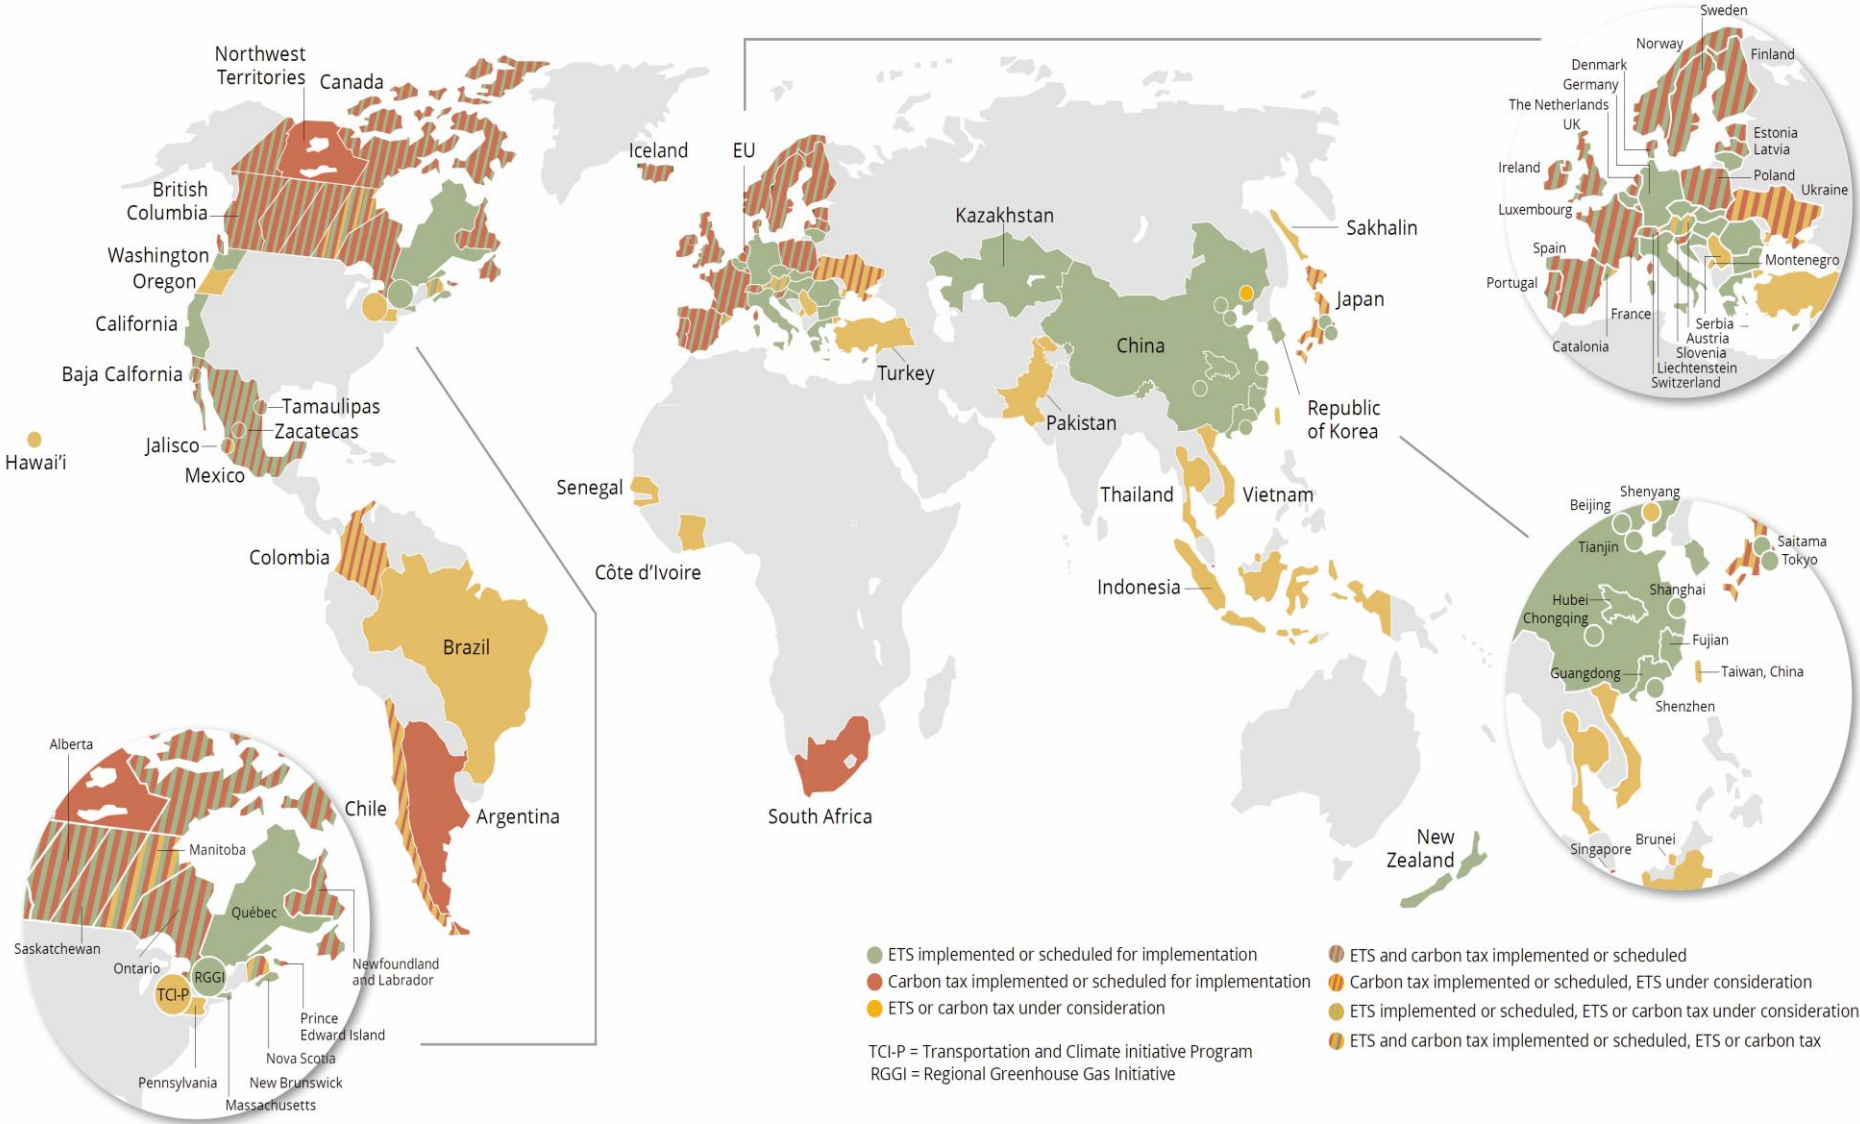 Northwest
Territories
Canada
British
Columbia
Washington
Oregon
California
Baja Calfornia
Tamaulipas
Zacatecas
Jalisco
Mexico
Hawai'i
Colombia
Brazil
Chile
Argentina
Iceland
EU
Kazakhstan
Sakhalin
Japan
China
Turkey
Pakistan
Republic
of Korea
Senegal
Côte d'Ivoire
Thailand
Vietnam
Indonesia
South Africa
New
Zealand
Sweden
Norway
Finland
Denmark
Germany
The Netherlands
UK
Estonia
Latvia
Ireland
Poland
Ukraine
Luxembourg
Spain
Montenegro
Portugal
France
Serbia
Austria
Catalonia
Slovenia
Liechtenstein
Switzerland
Shenyang
Beijing
Tianjin
Saitama
Tokyo
Shanghai
Hubei
Chongqing
Fujian
Guangdong
Taiwan, China
Shenzhen
Brunei
Singapore
Alberta
Manitoba
Québec
Saskatchewan
Ontario
RGGI
TCI-P
Newfoundland
and Labrador
Prince
Edward Island
Nova Scotia
Pennsylvania
New Brunswick
Massachusetts
ETS implemented or scheduled for implementation
Carbon tax implemented or scheduled for implementation
ETS or carbon tax under consideration
TCI-P = Transportation and Climate initiative Program
RGGI = Regional Greenhouse Gas Initiative
ETS and carbon tax implemented or scheduled
Carbon tax implemented or scheduled, ETS under consideration
ETS implemented or scheduled, ETS or carbon tax under consideration
ETS and carbon tax implemented or scheduled, ETS or carbon tax